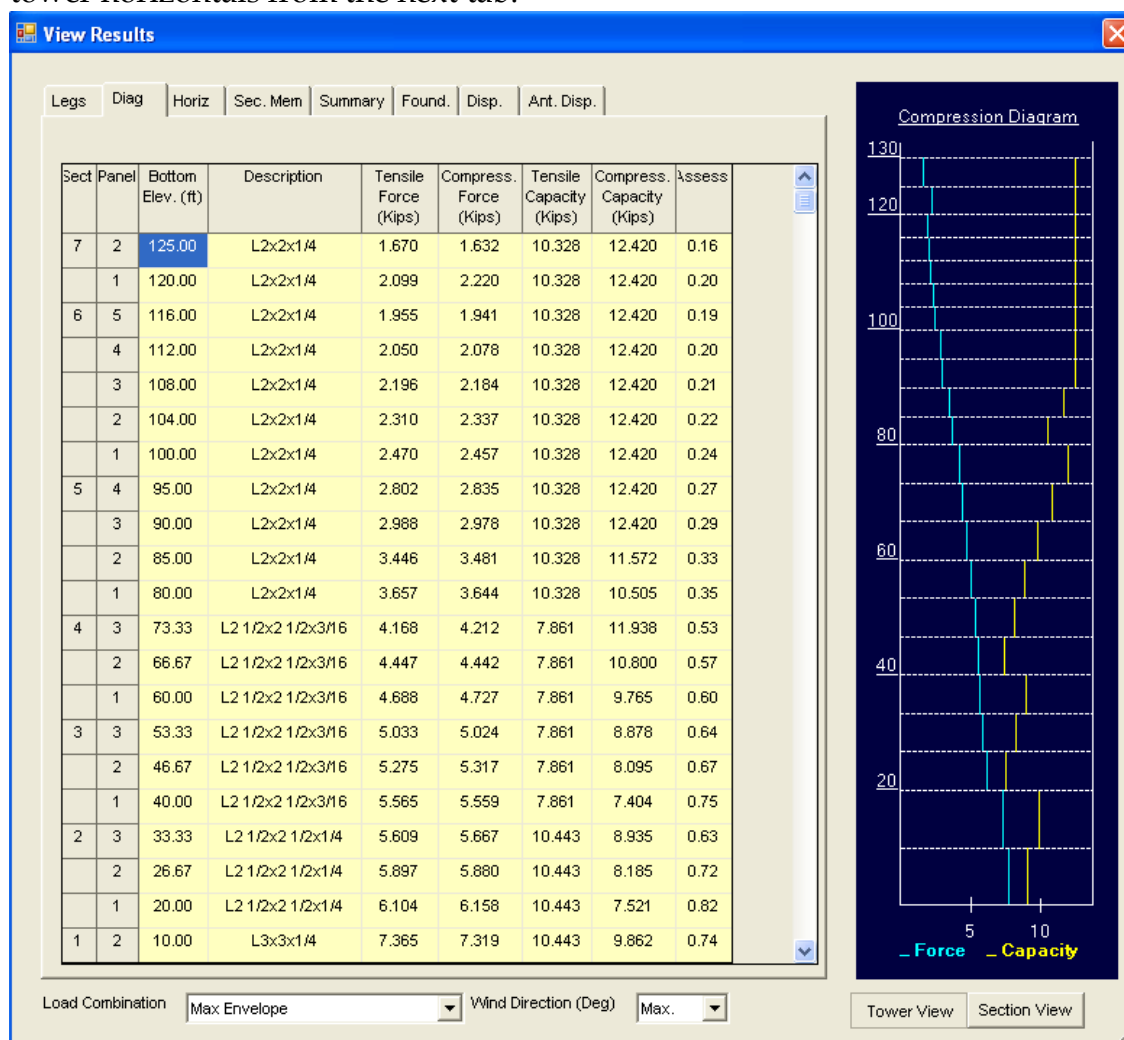 tower horizontals from the next tab.
View Results
Legs Diag Horiz Sec. Mem Summary Found. Disp. Ant. Disp.
Sect Panel Bottom Elev. (ft) Description Tensile Force (Kips) Compress. Force (Kips) Tensile Capacity (Kips) Compress. Capacity (Kips) Assess
7 2 125.00 L2x2x1/4 1.670 1.632 10.328 12.420 0.16
1 120.00 L2x2x1/4 2.099 2.220 10.328 12.420 0.20
6 5 116.00 L2x2x1/4 1.955 1.941 10.328 12.420 0.19
4 112.00 L2x2x1/4 2.050 2.078 10.328 12.420 0.20
3 108.00 L2x2x1/4 2.196 2.184 10.328 12.420 0.21
2 104.00 L2x2x1/4 2.310 2.337 10.328 12.420 0.22
1 100.00 L2x2x1/4 2.470 2.457 10.328 12.420 0.24
5 4 95.00 L2x2x1/4 2.802 2.835 10.328 12.420 0.27
3 90.00 L2x2x1/4 2.988 2.978 10.328 12.420 0.29
2 85.00 L2x2x1/4 3.446 3.481 10.328 11.572 0.33
1 80.00 L2x2x1/4 3.657 3.644 10.328 10.505 0.35
4 3 73.33 L2 1/2x2 1/2x3/16 4.168 4.212 7.861 11.938 0.53
2 66.67 L2 1/2x2 1/2x3/16 4.447 4.442 7.861 10.800 0.57
1 60.00 L2 1/2x2 1/2x3/16 4.688 4.727 7.861 9.765 0.60
3 3 53.33 L2 1/2x2 1/2x3/16 5.033 5.024 7.861 8.878 0.64
2 46.67 L2 1/2x2 1/2x3/16 5.275 5.317 7.861 8.095 0.67
1 40.00 L2 1/2x2 1/2x3/16 5.565 5.559 7.861 7.404 0.75
2 3 33.33 L2 1/2x2 1/2x1/4 5.609 5.667 10.443 8.935 0.63
2 26.67 L2 1/2x2 1/2x1/4 5.897 5.880 10.443 8.185 0.72
1 20.00 L2 1/2x2 1/2x1/4 6.104 6.158 10.443 7.521 0.82
1 2 10.00 L3x3x1/4 7.365 7.319 10.443 9.862 0.74
Load Combination Max Envelope Wind Direction (Deg) Max.
Compression Diagram
130
120
100
80
60
40
20
5 10
Force Capacity
Tower View Section View